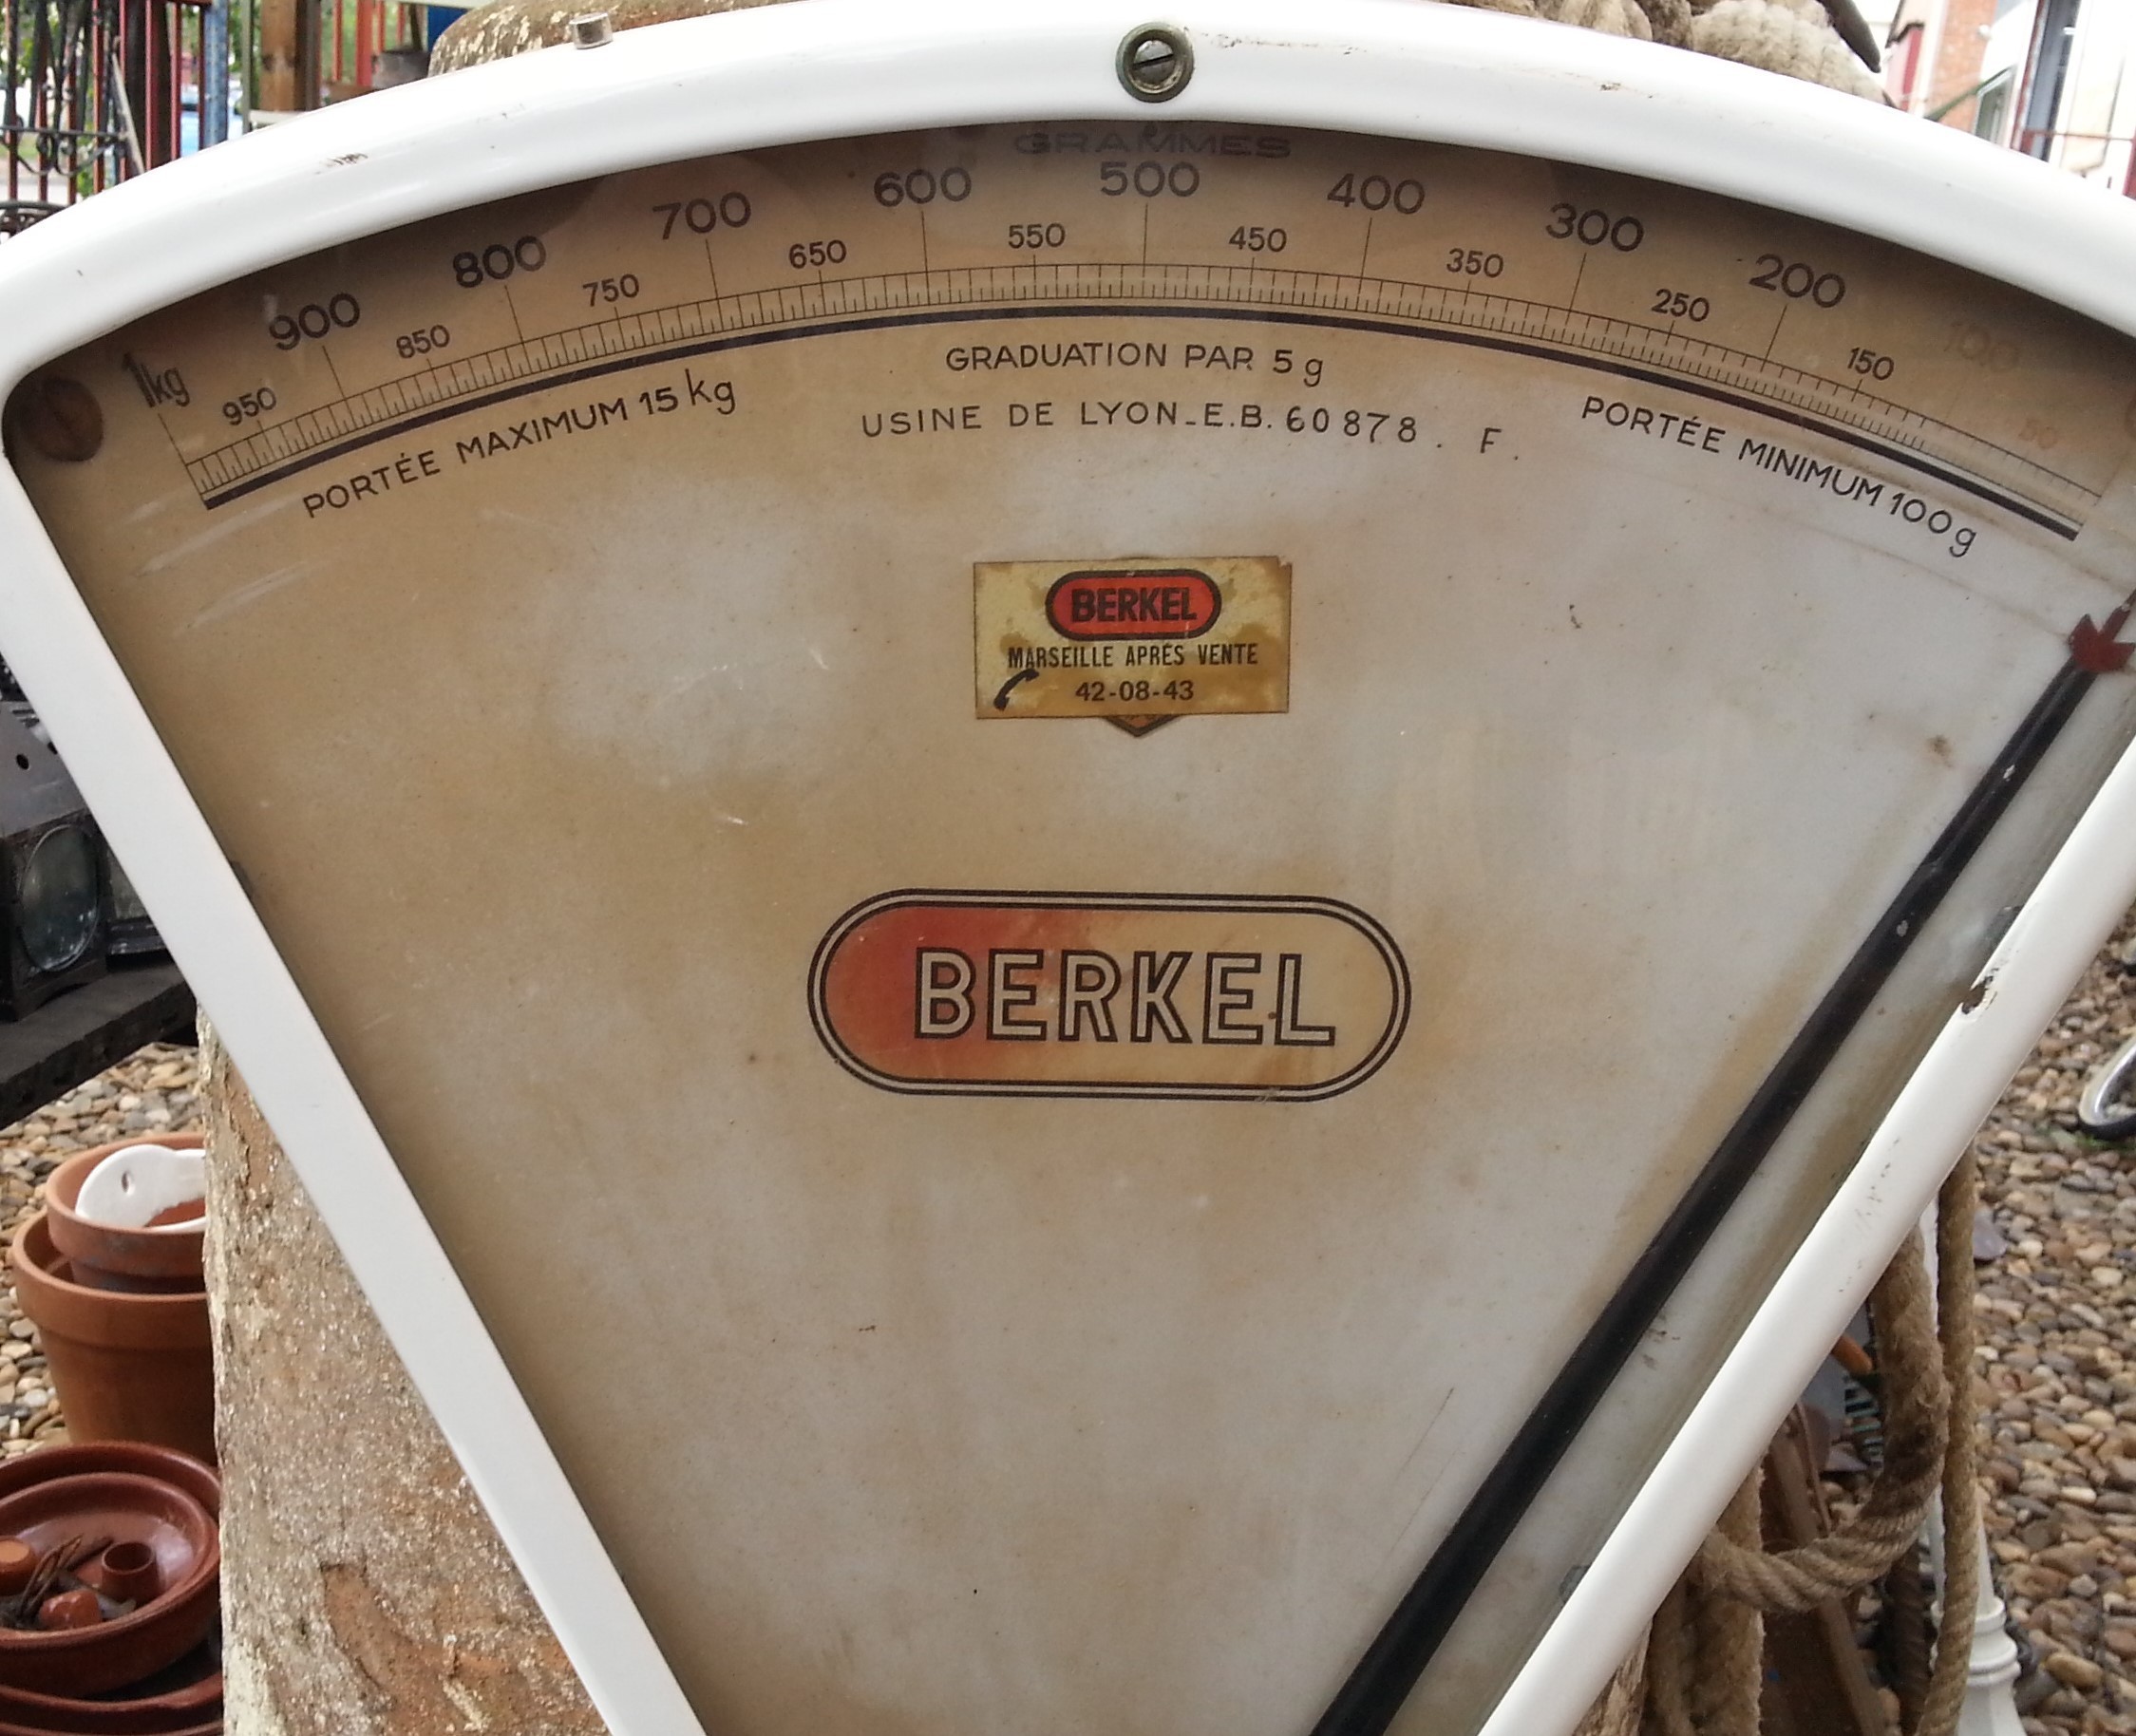 GRAMMES
1kg 900 800 700 600 500 400 300 200 100
950 850 750 650 550 450 350 250 150 50
PORTÉE MAXIMUM 15 kg
GRADUATION PAR 5 g
USINE DE LYON_E.B. 60878. F.
PORTÉE MINIMUM 100g
BERKEL
MARSEILLE APRÉS VENTE
42-08-43
BERKEL